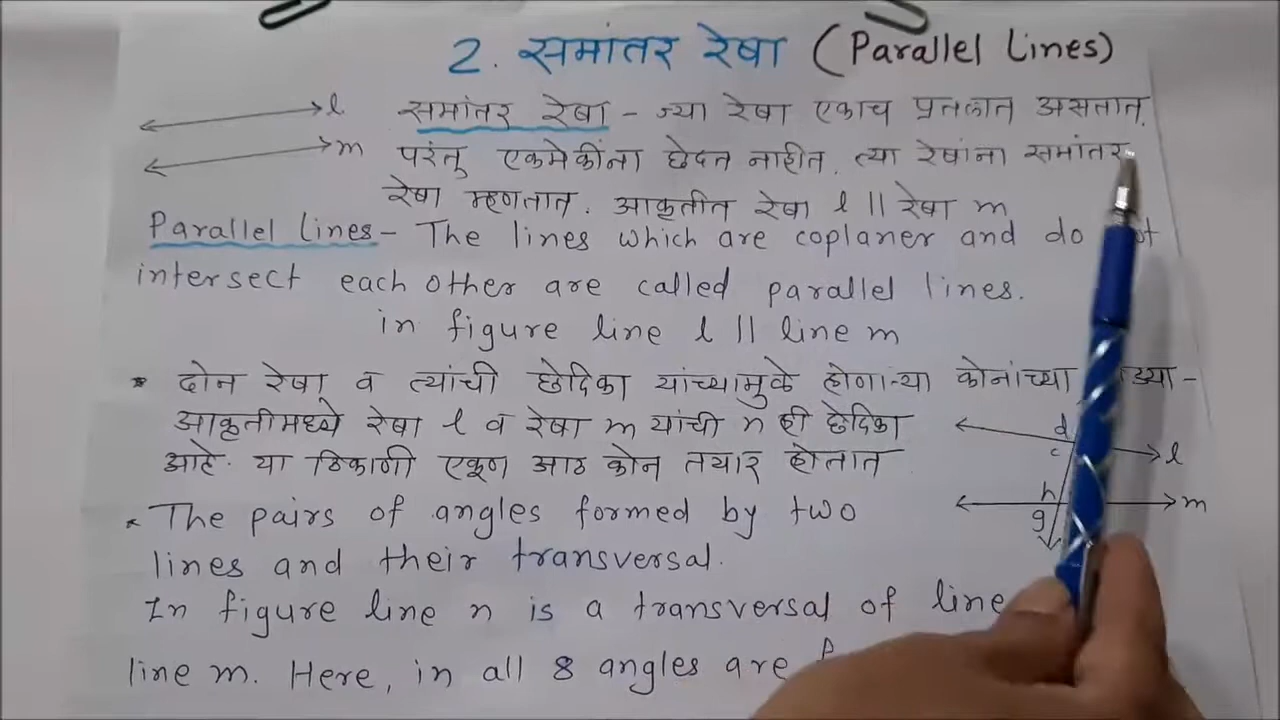 2. समांतर रेषा (Parallel Lines)
l
समांतर रेषा - ज्या रेषा एकाच प्रतलात असतात.
m
परंतु एकमेकींना छेदत नाहीत. त्या रेषांना समांतर
रेषा म्हणतात. आकृतीत रेषा l || रेषा m
Parallel lines - The lines which are coplaner and do
intersect each other are called parallel lines.
in figure line l || line m
* दोन रेषा व त्यांची छेदिका यांच्यामुळे होणाऱ्या कोनांच्या
आकृतीमध्ये रेषा l व रेषा m यांची n ही छेदिका
आहे. या ठिकाणी एकूण आठ कोन तयार होतात
d
c
l
h
m
g
* The pairs of angles formed by two
lines and their transversal.
In figure line n is a transversal of line
line m. Here, in all 8 angles are